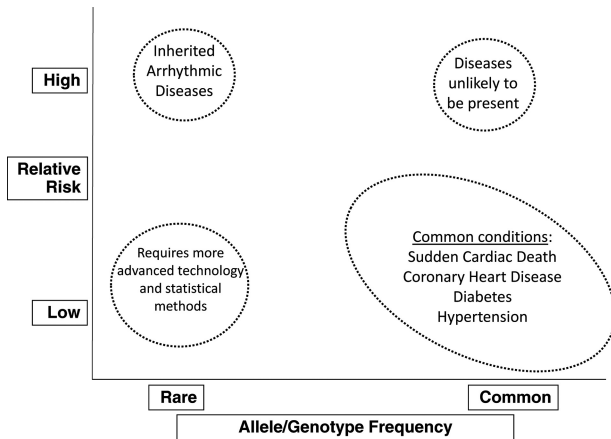 High
Relative
Risk
Low
Inherited
Arrhythmic
Diseases
Diseases
unlikely to
be present
Requires more
advanced technology
and statistical
methods
Common conditions:
Sudden Cardiac Death
Coronary Heart Disease
Diabetes
Hypertension
Rare
Common
Allele/Genotype Frequency